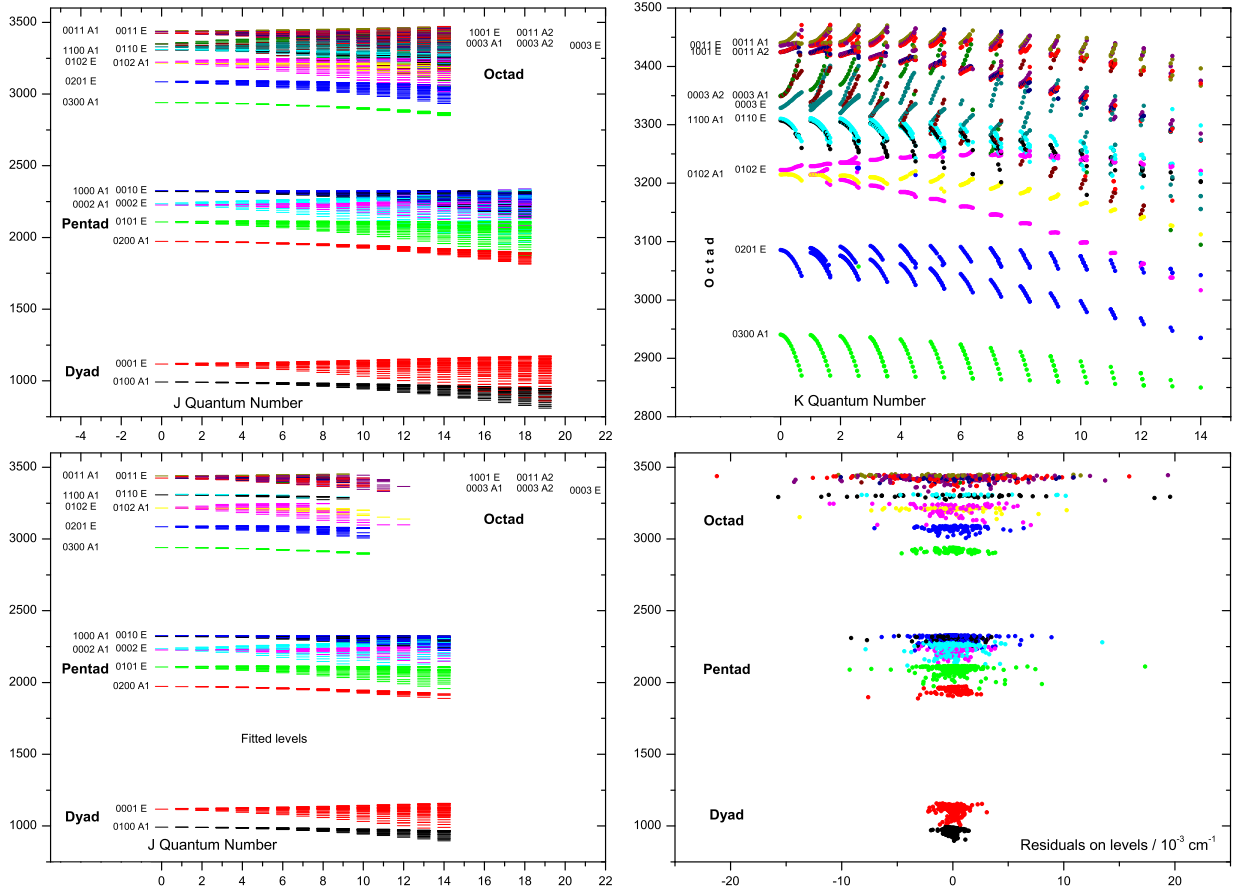 3500
3000
2500
2000
1500
1000
0011 A1 0011 E
1100 A1 0110 E
0102 E 0102 A1
0201 E
0300 A1
1001 E 0011 A2
0003 A1 0003 A2 0003 E
Octad
1000 A1 0010 E
0002 A1 0002 E
Pentad 0101 E
0200 A1
0001 E
Dyad
0100 A1
J Quantum Number
-4 -2 0 2 4 6 8 10 12 14 16 18 20 22
3500
3400
3300
3200
3100
3000
2900
2800
0011 E 0011 A1
1001 E 0011 A2
0003 A2 0003 A1
0003 E
1100 A1 0110 E
0102 A1 0102 E
0201 E
Octad
0300 A1
K Quantum Number
0 2 4 6 8 10 12 14
3500
3000
2500
2000
1500
1000
0011 A1 0011 E
1100 A1 0110 E
0102 E 0102 A1
0201 E
0300 A1
1001 E 0011 A2
0003 A1 0003 A2 0003 E
Octad
1000 A1 0010 E
0002 A1 0002 E
Pentad 0101 E
0200 A1
Fitted levels
0001 E
Dyad
0100 A1
J Quantum Number
-4 -2 0 2 4 6 8 10 12 14 16 18 20 22
3500
3000
2500
2000
1500
1000
Octad
Pentad
Dyad
Residuals on levels / 10⁻³ cm⁻¹
-20 -10 0 10 20